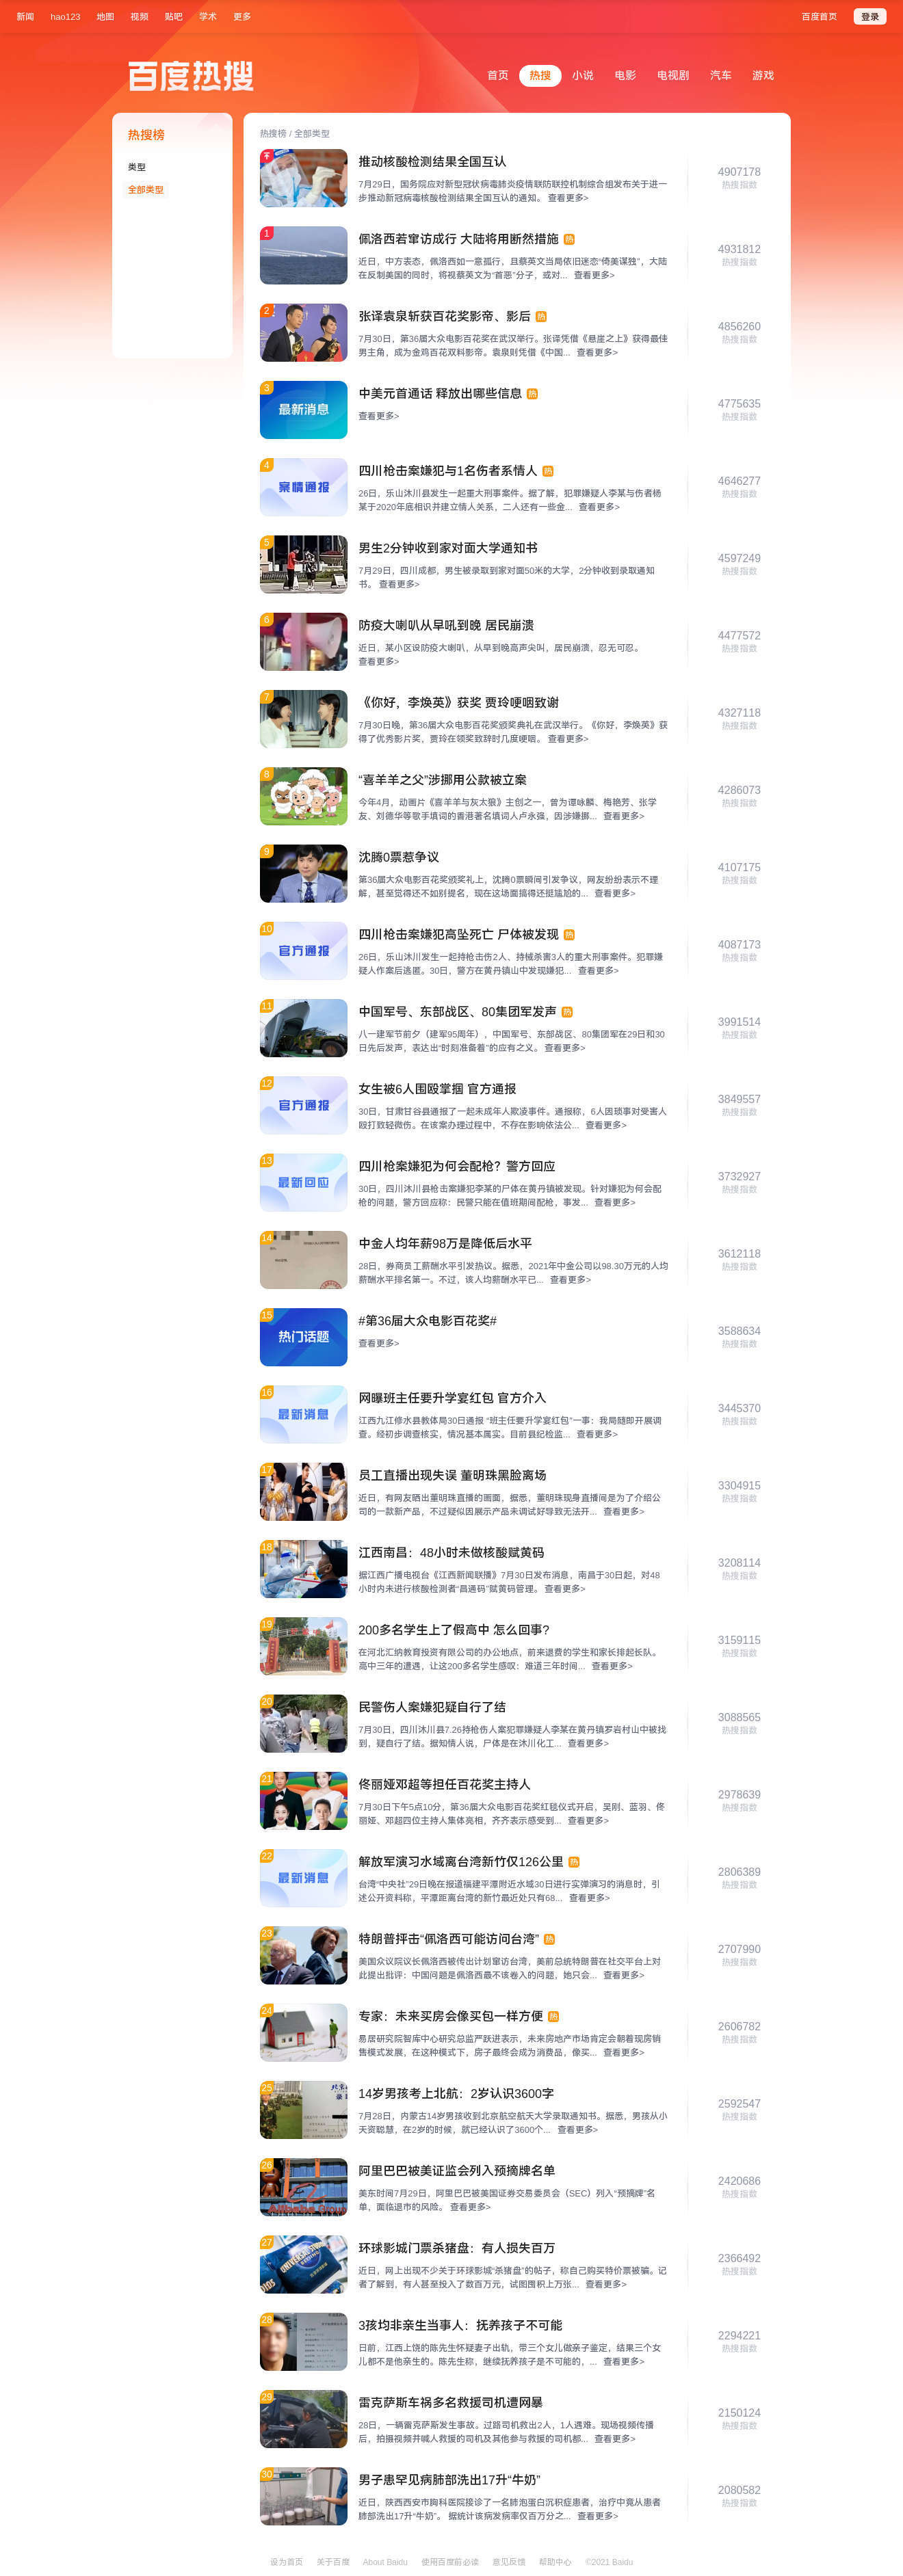 新闻 hao123 地图 视频 贴吧 学术 更多 百度首页 登录
百度热搜 首页 热搜 小说 电影 电视剧 汽车 游戏
热搜榜
类型
全部类型
热搜榜 / 全部类型
推动核酸检测结果全国互认
7月29日，国务院应对新型冠状病毒肺炎疫情联防联控机制综合组发布关于进一
步推动新冠病毒核酸检测结果全国互认的通知。 查看更多>
4907178
热搜指数
1
佩洛西若窜访成行 大陆将用断然措施 热
近日，中方表态，佩洛西如一意孤行，且蔡英文当局依旧迷恋“倚美谋独”，大陆
在反制美国的同时，将视蔡英文为“首恶”分子，或对... 查看更多>
4931812
热搜指数
2
张译袁泉斩获百花奖影帝、影后 热
7月30日，第36届大众电影百花奖在武汉举行。张译凭借《悬崖之上》获得最佳
男主角，成为金鸡百花双料影帝。袁泉则凭借《中国... 查看更多>
4856260
热搜指数
3
最新消息
中美元首通话 释放出哪些信息 热
查看更多>
4775635
热搜指数
4
案情通报
四川枪击案嫌犯与1名伤者系情人 热
26日，乐山沐川县发生一起重大刑事案件。据了解，犯罪嫌疑人李某与伤者杨
某于2020年底相识并建立情人关系，二人还有一些金... 查看更多>
4646277
热搜指数
5
男生2分钟收到家对面大学通知书
7月29日，四川成都，男生被录取到家对面50米的大学，2分钟收到录取通知
书。 查看更多>
4597249
热搜指数
6
防疫大喇叭从早吼到晚 居民崩溃
近日，某小区设防疫大喇叭，从早到晚高声尖叫，居民崩溃，忍无可忍。
查看更多>
4477572
热搜指数
7
《你好，李焕英》获奖 贾玲哽咽致谢
7月30日晚，第36届大众电影百花奖颁奖典礼在武汉举行。《你好，李焕英》获
得了优秀影片奖，贾玲在领奖致辞时几度哽咽。 查看更多>
4327118
热搜指数
8
“喜羊羊之父”涉挪用公款被立案
今年4月，动画片《喜羊羊与灰太狼》主创之一，曾为谭咏麟、梅艳芳、张学
友、刘德华等歌手填词的香港著名填词人卢永强，因涉嫌挪... 查看更多>
4286073
热搜指数
9
沈腾0票惹争议
第36届大众电影百花奖颁奖礼上，沈腾0票瞬间引发争议，网友纷纷表示不理
解，甚至觉得还不如别提名，现在这场面搞得还挺尴尬的... 查看更多>
4107175
热搜指数
10
官方通报
四川枪击案嫌犯高坠死亡 尸体被发现 热
26日，乐山沐川发生一起持枪击伤2人、持械杀害3人的重大刑事案件。犯罪嫌
疑人作案后逃匿。30日，警方在黄丹镇山中发现嫌犯... 查看更多>
4087173
热搜指数
11
中国军号、东部战区、80集团军发声 热
八一建军节前夕（建军95周年），中国军号、东部战区、80集团军在29日和30
日先后发声，表达出“时刻准备着”的应有之义。 查看更多>
3991514
热搜指数
12
官方通报
女生被6人围殴掌掴 官方通报
30日，甘肃甘谷县通报了一起未成年人欺凌事件。通报称，6人因琐事对受害人
殴打致轻微伤。在该案办理过程中，不存在影响依法公... 查看更多>
3849557
热搜指数
13
最新回应
四川枪案嫌犯为何会配枪？警方回应
30日，四川沐川县枪击案嫌犯李某的尸体在黄丹镇被发现。针对嫌犯为何会配
枪的问题，警方回应称：民警只能在值班期间配枪，事发... 查看更多>
3732927
热搜指数
14
中金人均年薪98万是降低后水平
28日，券商员工薪酬水平引发热议。据悉，2021年中金公司以98.30万元的人均
薪酬水平排名第一。不过，该人均薪酬水平已... 查看更多>
3612118
热搜指数
15
热门话题
#第36届大众电影百花奖#
查看更多>
3588634
热搜指数
16
最新消息
网曝班主任要升学宴红包 官方介入
江西九江修水县教体局30日通报 “班主任要升学宴红包”一事：我局随即开展调
查。经初步调查核实，情况基本属实。目前县纪检监... 查看更多>
3445370
热搜指数
17
员工直播出现失误 董明珠黑脸离场
近日，有网友晒出董明珠直播的画面，据悉，董明珠现身直播间是为了介绍公
司的一款新产品，不过疑似因展示产品未调试好导致无法开... 查看更多>
3304915
热搜指数
18
江西南昌：48小时未做核酸赋黄码
据江西广播电视台《江西新闻联播》7月30日发布消息，南昌于30日起，对48
小时内未进行核酸检测者“昌通码”赋黄码管理。 查看更多>
3208114
热搜指数
19
200多名学生上了假高中 怎么回事?
在河北汇纳教育投资有限公司的办公地点，前来退费的学生和家长排起长队。
高中三年的遭遇，让这200多名学生感叹：难道三年时间... 查看更多>
3159115
热搜指数
20
民警伤人案嫌犯疑自行了结
7月30日，四川沐川县7.26持枪伤人案犯罪嫌疑人李某在黄丹镇罗岩村山中被找
到，疑自行了结。据知情人说，尸体是在沐川化工... 查看更多>
3088565
热搜指数
21
佟丽娅邓超等担任百花奖主持人
7月30日下午5点10分，第36届大众电影百花奖红毯仪式开启，吴刚、蓝羽、佟
丽娅、邓超四位主持人集体亮相，齐齐表示感受到... 查看更多>
2978639
热搜指数
22
最新消息
解放军演习水域离台湾新竹仅126公里 热
台湾“中央社”29日晚在报道福建平潭附近水域30日进行实弹演习的消息时，引
述公开资料称，平潭距离台湾的新竹最近处只有68... 查看更多>
2806389
热搜指数
23
特朗普抨击“佩洛西可能访问台湾” 热
美国众议院议长佩洛西被传出计划窜访台湾，美前总统特朗普在社交平台上对
此提出批评：中国问题是佩洛西最不该卷入的问题，她只会... 查看更多>
2707990
热搜指数
24
专家：未来买房会像买包一样方便 热
易居研究院智库中心研究总监严跃进表示，未来房地产市场肯定会朝着现房销
售模式发展，在这种模式下，房子最终会成为消费品，像买... 查看更多>
2606782
热搜指数
25
14岁男孩考上北航：2岁认识3600字
7月28日，内蒙古14岁男孩收到北京航空航天大学录取通知书。据悉，男孩从小
天资聪慧，在2岁的时候，就已经认识了3600个... 查看更多>
2592547
热搜指数
26
阿里巴巴被美证监会列入预摘牌名单
美东时间7月29日，阿里巴巴被美国证券交易委员会（SEC）列入“预摘牌”名
单，面临退市的风险。 查看更多>
2420686
热搜指数
27
环球影城门票杀猪盘：有人损失百万
近日，网上出现不少关于环球影城“杀猪盘”的帖子，称自己购买特价票被骗。记
者了解到，有人甚至投入了数百万元，试图囤积上万张... 查看更多>
2366492
热搜指数
28
3孩均非亲生当事人：抚养孩子不可能
日前，江西上饶的陈先生怀疑妻子出轨，带三个女儿做亲子鉴定，结果三个女
儿都不是他亲生的。陈先生称，继续抚养孩子是不可能的，... 查看更多>
2294221
热搜指数
29
雷克萨斯车祸多名救援司机遭网暴
28日，一辆雷克萨斯发生事故。过路司机救出2人，1人遇难。现场视频传播
后，拍摄视频并喊人救援的司机及其他参与救援的司机都... 查看更多>
2150124
热搜指数
30
男子患罕见病肺部洗出17升“牛奶”
近日，陕西西安市胸科医院接诊了一名肺泡蛋白沉积症患者，治疗中竟从患者
肺部洗出17升“牛奶”。 据统计该病发病率仅百万分之... 查看更多>
2080582
热搜指数
设为首页 关于百度 About Baidu 使用百度前必读 意见反馈 帮助中心 ©2021 Baidu